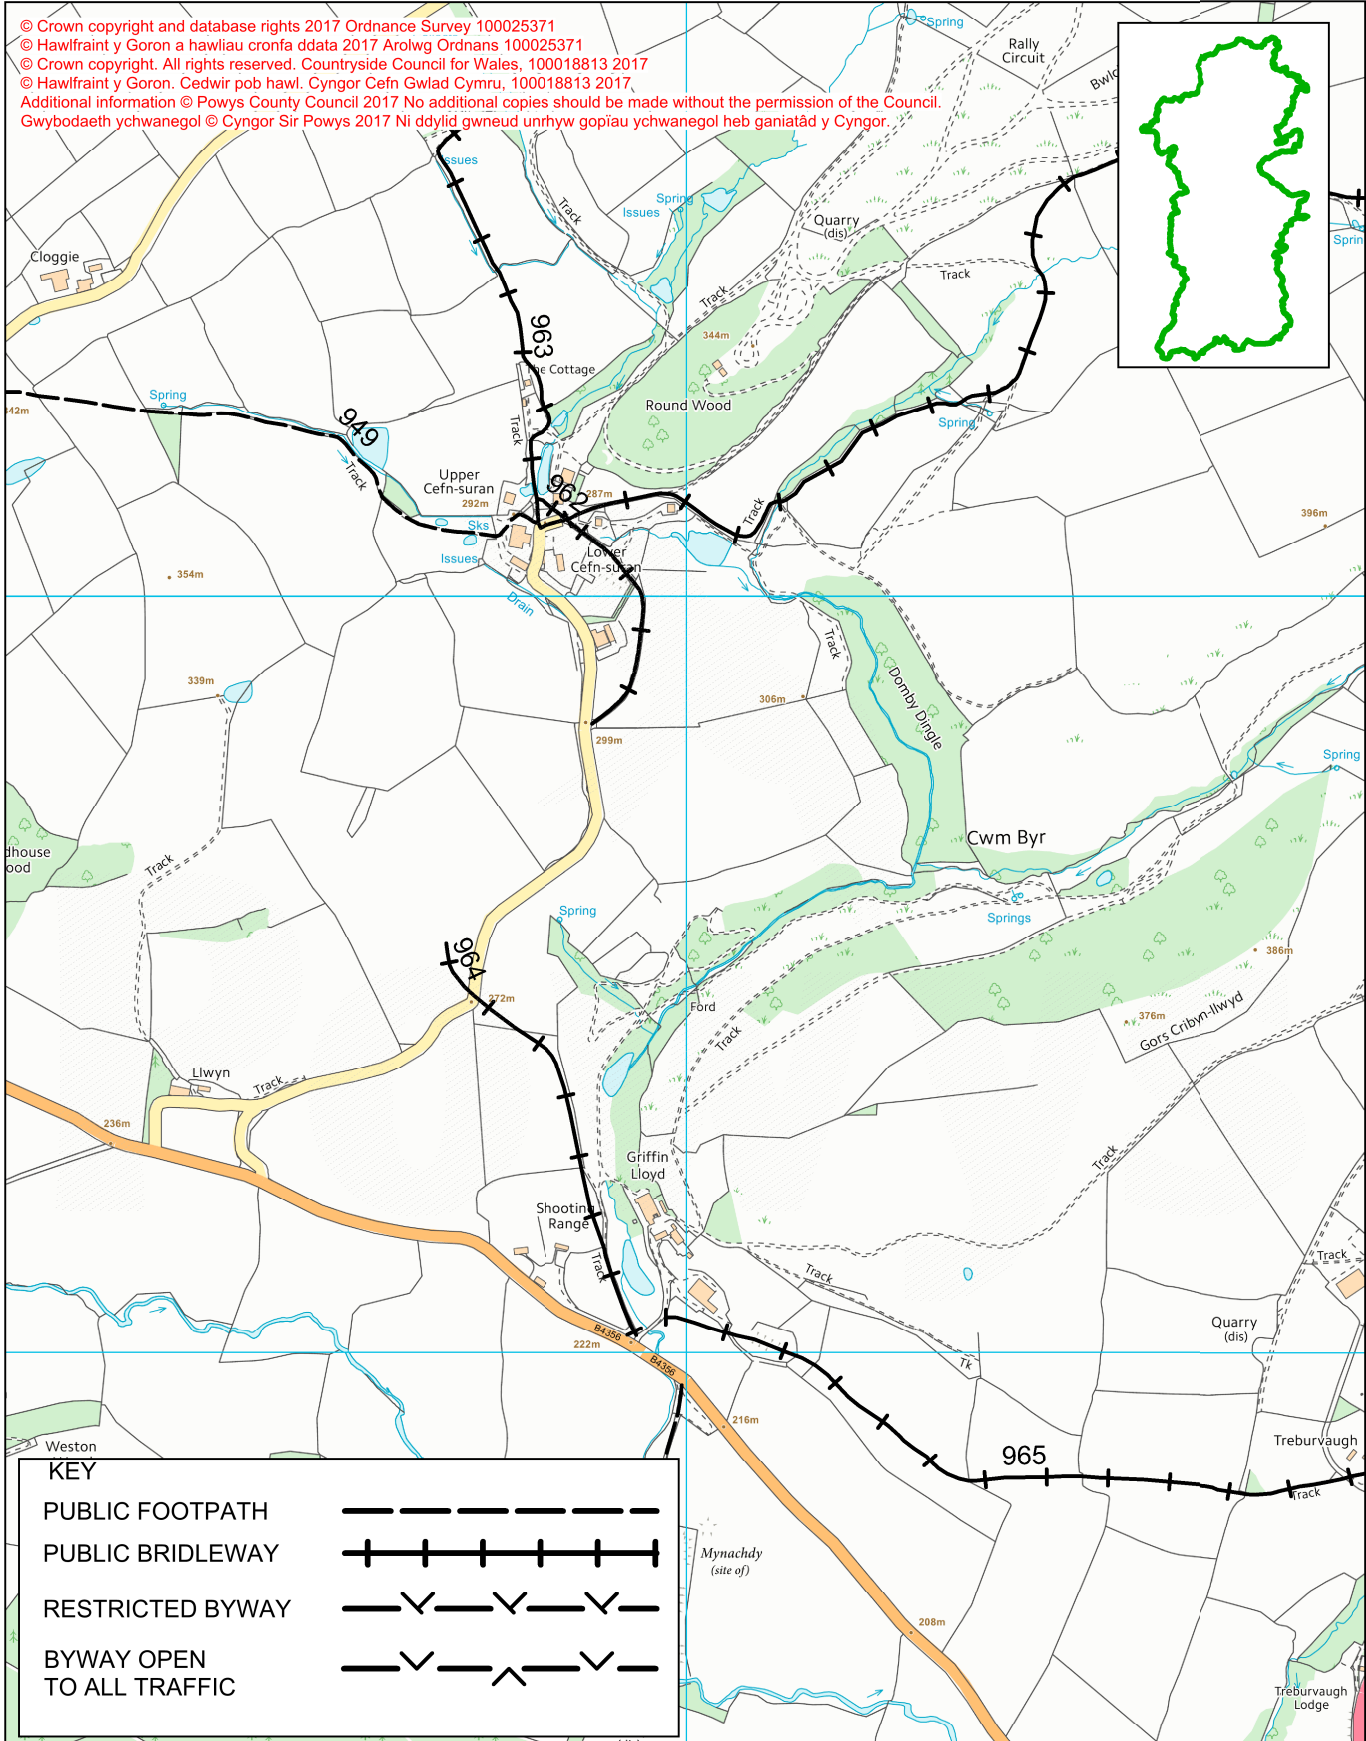 © Crown copyright and database rights 2017 Ordnance Survey 100025371
© Hawlfraint y Goron a hawliau cronfa ddata 2017 Arolwg Ordnans 100025371
© Crown copyright. All rights reserved. Countryside Council for Wales, 100018813 2017
© Hawlfraint y Goron. Cedwir pob hawl. Cyngor Cefn Gwlad Cymru, 100018813 2017
Additional information © Powys County Council 2017 No additional copies should be made without the permission of the Council.
Gwybodaeth ychwanegol © Cyngor Sir Powys 2017 Ni ddylid gwneud unrhyw gopïau ychwanegol heb ganiatâd y Cyngor.
Spring
Rally
Circuit
Bwlc
Issues
Track
Spring
Issues
Quarry
(dis)
Cloggie
Track
Track
Sprin
963
344m
The Cottage
Spring
342m
949
Track
Round Wood
Spring
Track
Upper
Cefn-suran
292m
962
287m
Track
396m
Sks
Issues
Lower
Cefn-suran
354m
Drain
Track
339m
306m
Domby Dingle
299m
Spring
Cwm Byr
dhouse
ood
Track
Spring
Springs
964
386m
272m
Ford
376m
Gors Cribyn-llwyd
Track
Llwyn
Track
236m
Track
Griffin
Lloyd
Shooting
Range
Track
Track
Track
Quarry
(dis)
B4356
222m
B4356
Tk
216m
Treburvaugh
Weston
965
Track
KEY
PUBLIC FOOTPATH
PUBLIC BRIDLEWAY
RESTRICTED BYWAY
BYWAY OPEN
TO ALL TRAFFIC
Mynachdy
(site of)
208m
Treburvaugh
Lodge